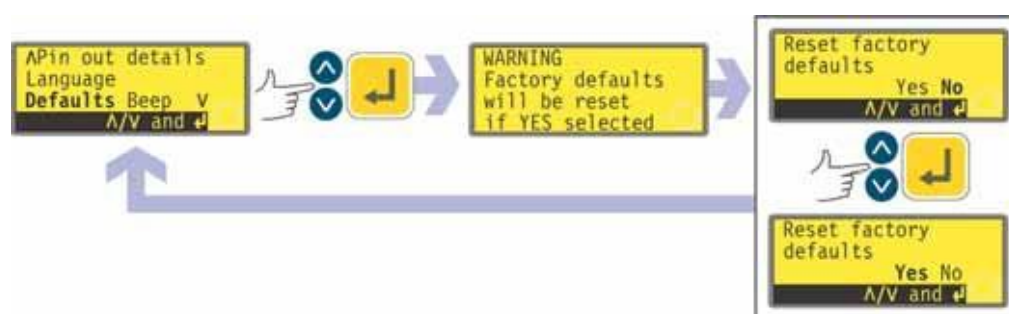 ΛPin out details
Language
Defaults Beep V
Λ/V and ↵
WARNING
Factory defaults
will be reset
if YES selected
Reset factory
defaults
Yes No
Λ/V and ↵
Reset factory
defaults
Yes No
Λ/V and ↵